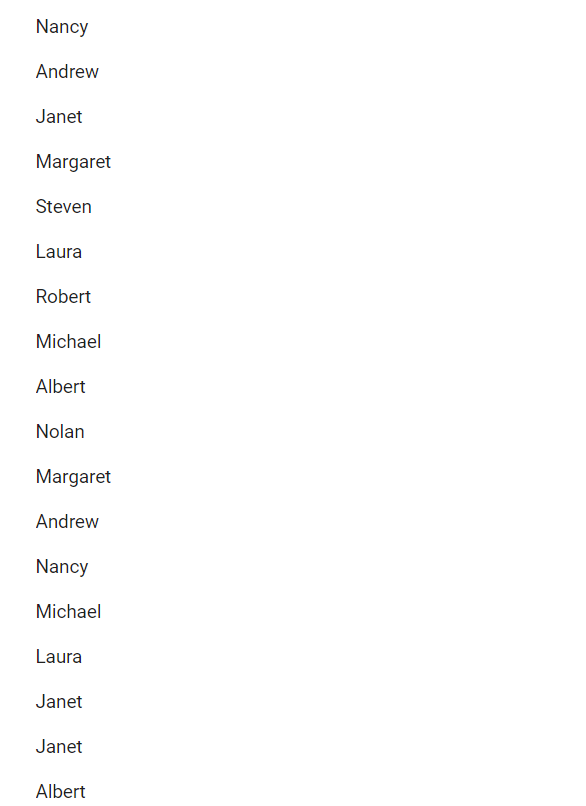 Nancy
Andrew
Janet
Margaret
Steven
Laura
Robert
Michael
Albert
Nolan
Margaret
Andrew
Nancy
Michael
Laura
Janet
Janet
Albert